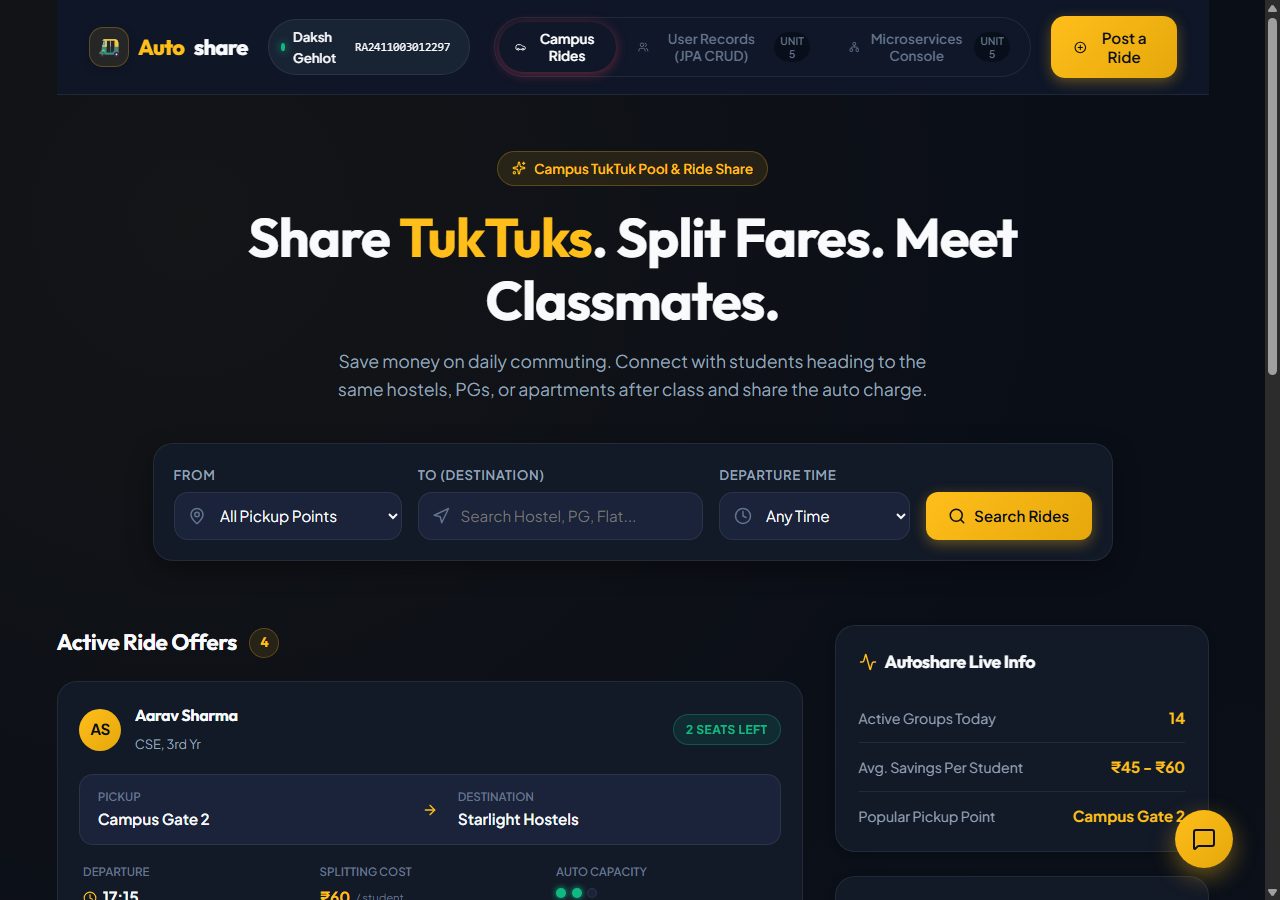 Auto share
Daksh Gehlot
RA2411003012297
Campus Rides
User Records (JPA CRUD)
UNIT 5
Microservices Console
UNIT 5
Post a Ride
Campus TukTuk Pool & Ride Share
Share TukTuks. Split Fares. Meet
Classmates.
Save money on daily commuting. Connect with students heading to the
same hostels, PGs, or apartments after class and share the auto charge.
FROM
All Pickup Points
TO (DESTINATION)
Search Hostel, PG, Flat...
DEPARTURE TIME
Any Time
Search Rides
Active Ride Offers 4
AS
Aarav Sharma
CSE, 3rd Yr
2 SEATS LEFT
PICKUP
Campus Gate 2
DESTINATION
Starlight Hostels
DEPARTURE
17:15
SPLITTING COST
₹60 / student
AUTO CAPACITY
Autoshare Live Info
Active Groups Today 14
Avg. Savings Per Student ₹45 - ₹60
Popular Pickup Point Campus Gate 2